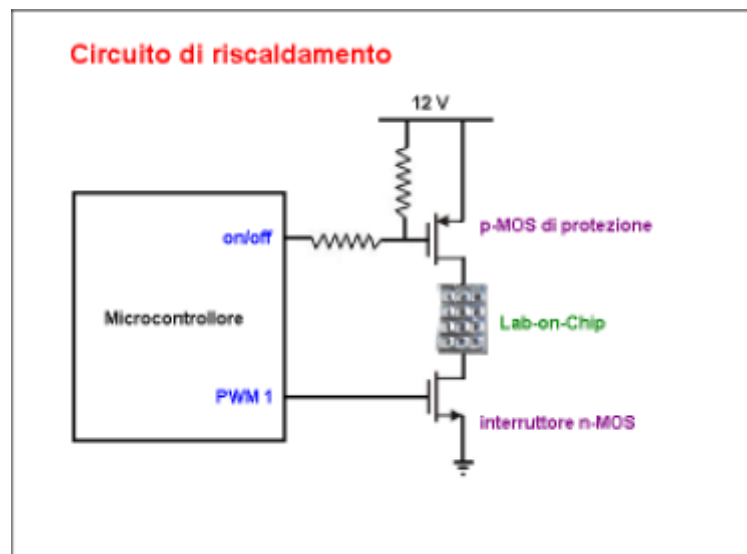 Circuito di riscaldamento
12 V
on/off
p-MOS di protezione
Microcontrollore
Lab-on-Chip
PWM 1
interruttore n-MOS